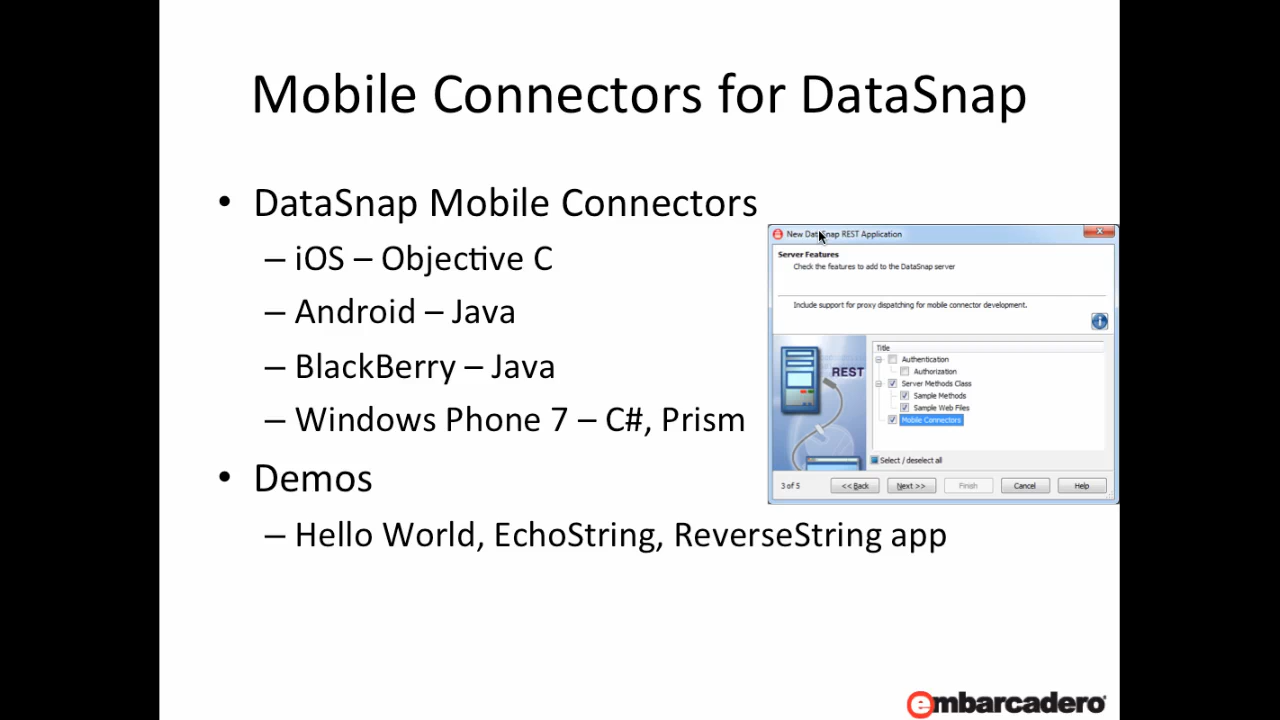 Mobile Connectors for DataSnap
• DataSnap Mobile Connectors
– iOS – Objective C
– Android – Java
– BlackBerry – Java
– Windows Phone 7 – C#, Prism
• Demos
– Hello World, EchoString, ReverseString app
New DataSnap REST Application
Server Features
Check the features to add to the DataSnap server
Include support for proxy dispatching for mobile connector development.
REST
Title
Authentication
Authorization
Server Methods Class
Sample Methods
Sample Web Files
Mobile Connectors
Select / deselect all
3 of 5
<< Back
Next >>
Finish
Cancel
Help
embarcadero